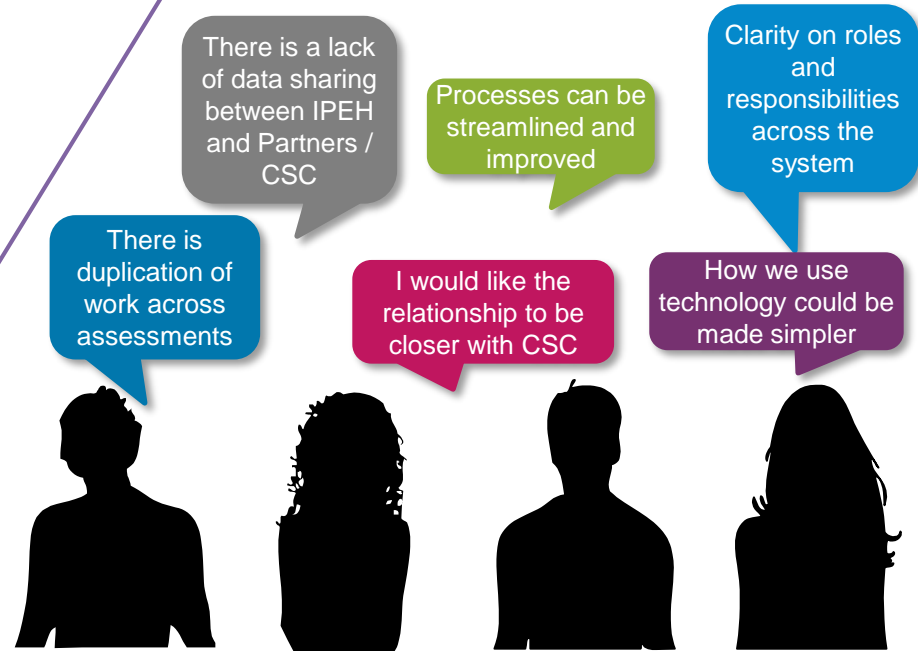 There is a lack
of data sharing
between IPEH
and Partners /
CSC
Processes can be
streamlined and
improved
Clarity on roles
and
responsibilities
across the
system
There is
duplication of
work across
assessments
I would like the
relationship to be
closer with CSC
How we use
technology could be
made simpler